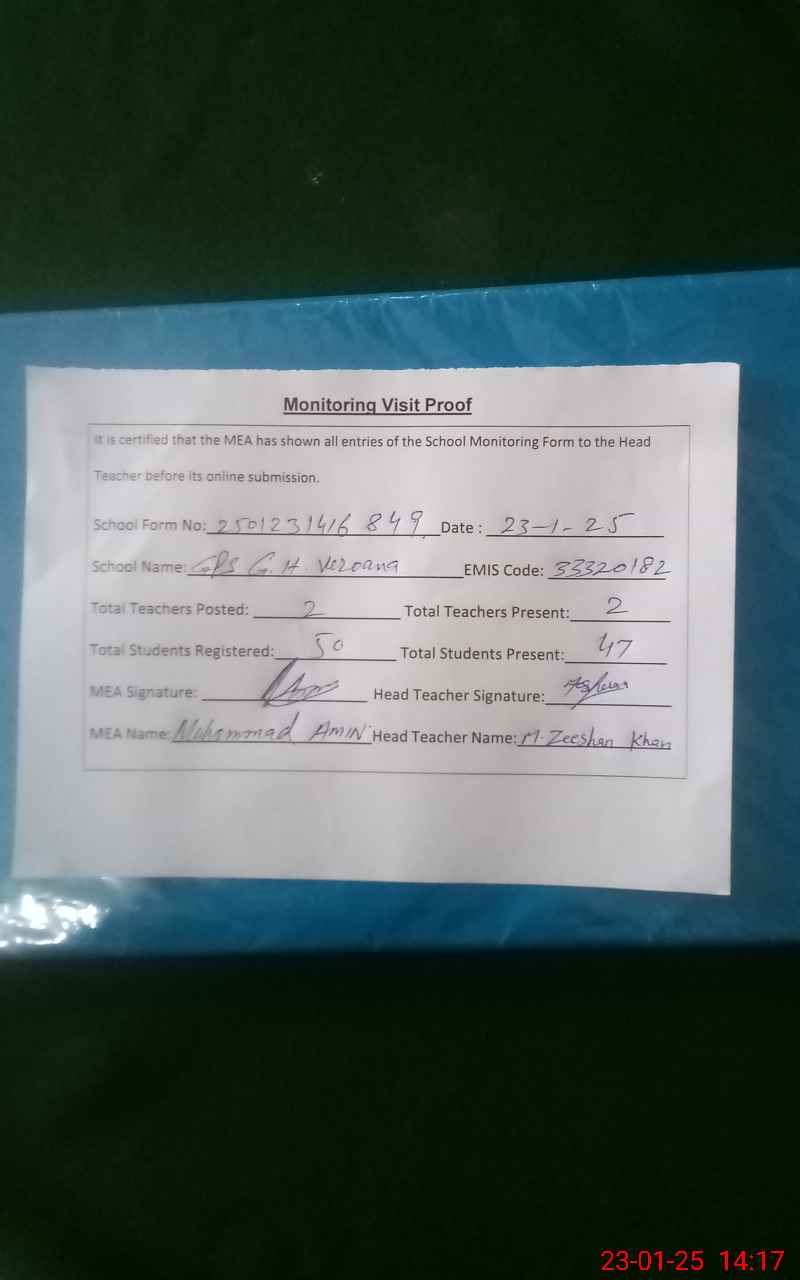 Monitoring Visit Proof
It is certified that the MEA has shown all entries of the School Monitoring Form to the Head
Teacher before its online submission.
School Form No: 2501231416 849 Date : 23-1-25
School Name: GPS G.H. Veroana EMIS Code: 33320182
Total Teachers Posted: 2 Total Teachers Present: 2
Total Students Registered: 50 Total Students Present: 47
MEA Signature: Head Teacher Signature:
MEA Name: Muhammad AMIN Head Teacher Name: M. Zeeshan Khan
23-01-25 14:17